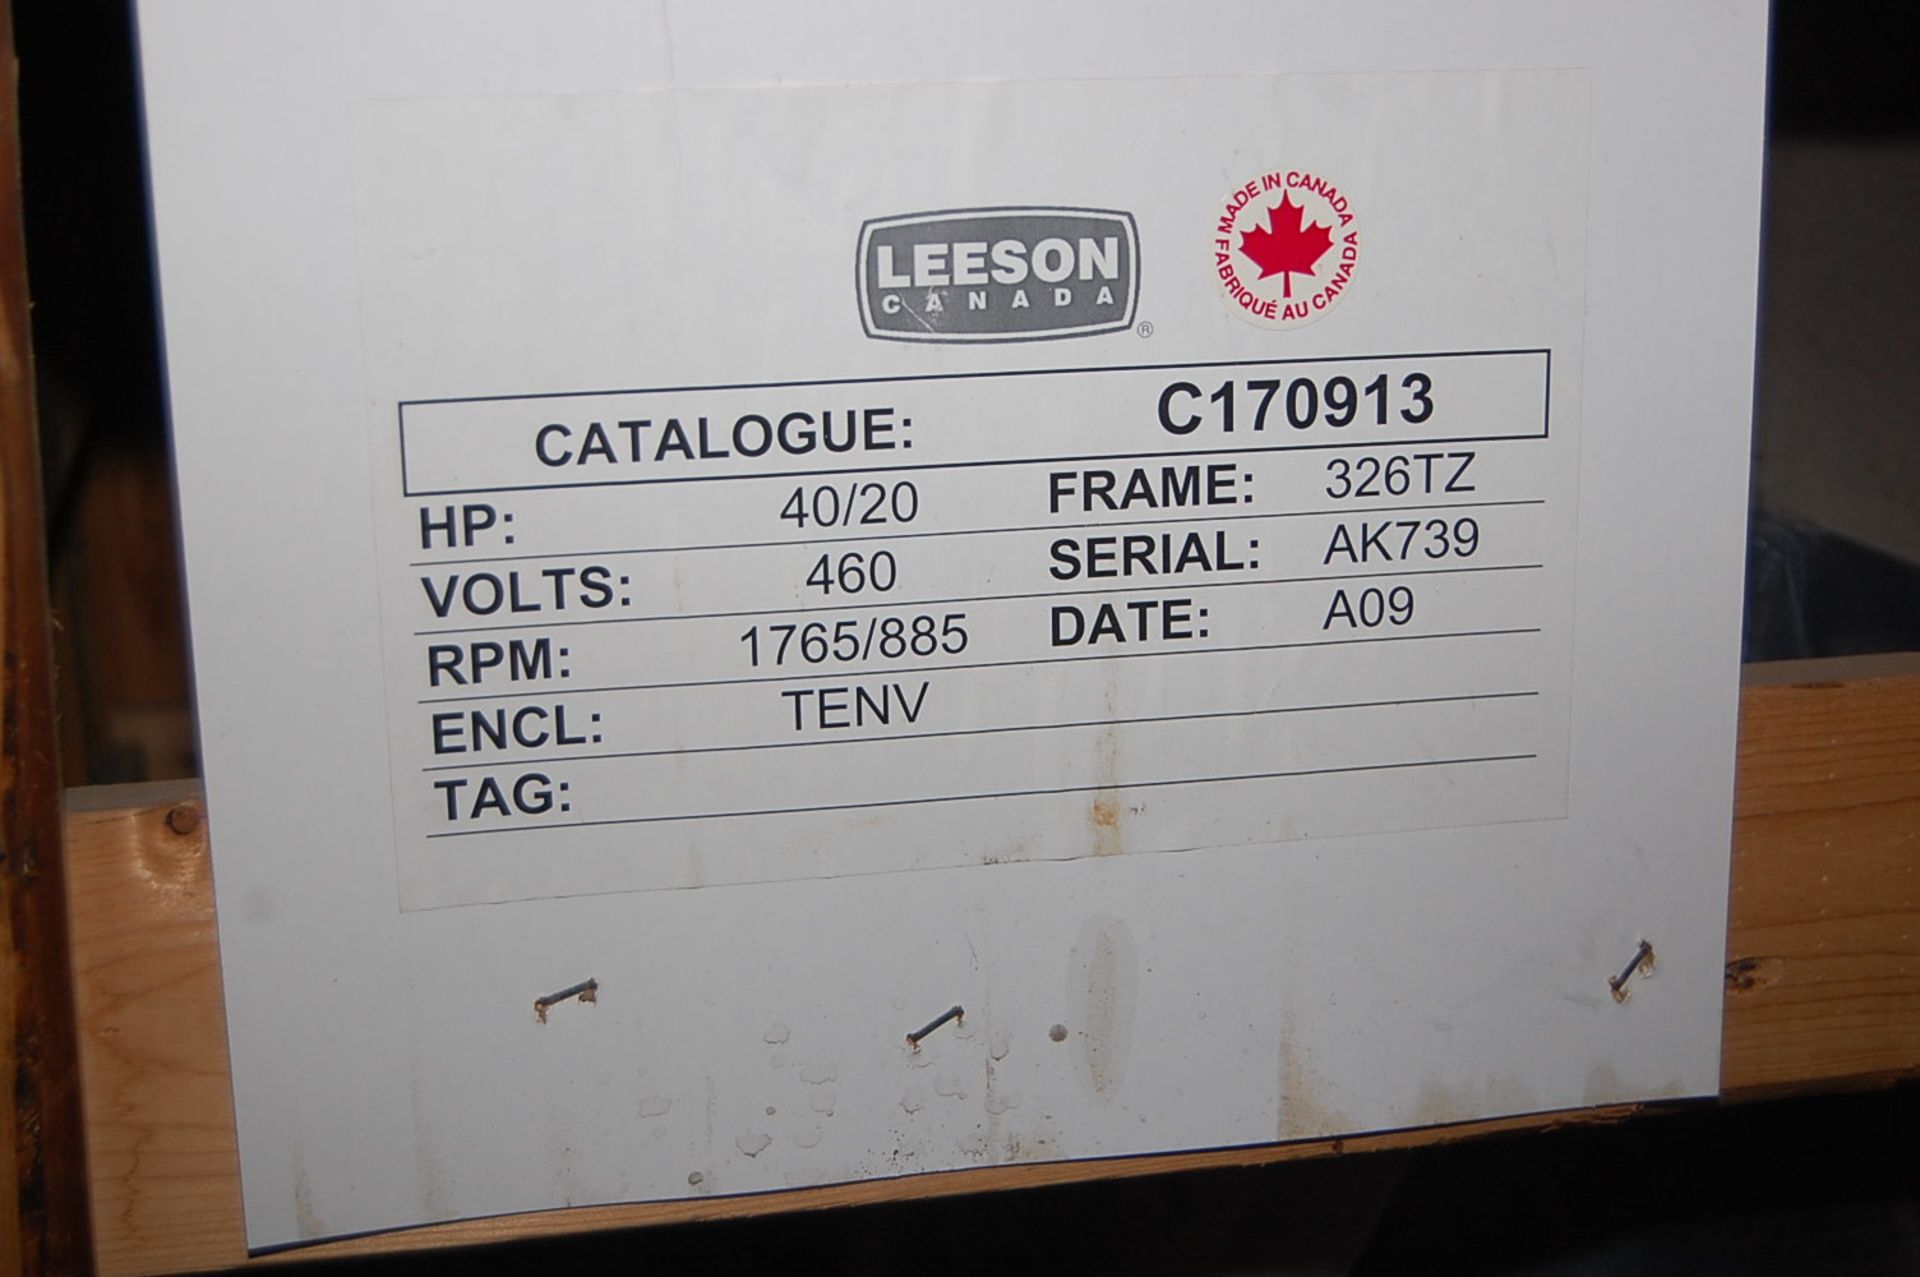 LEESON
CANADA
®
MADE IN CANADA
FABRIQUÉ AU CANADA
CATALOGUE: C170913
HP: 40/20 FRAME: 326TZ
VOLTS: 460 SERIAL: AK739
RPM: 1765/885 DATE: A09
ENCL: TENV
TAG: